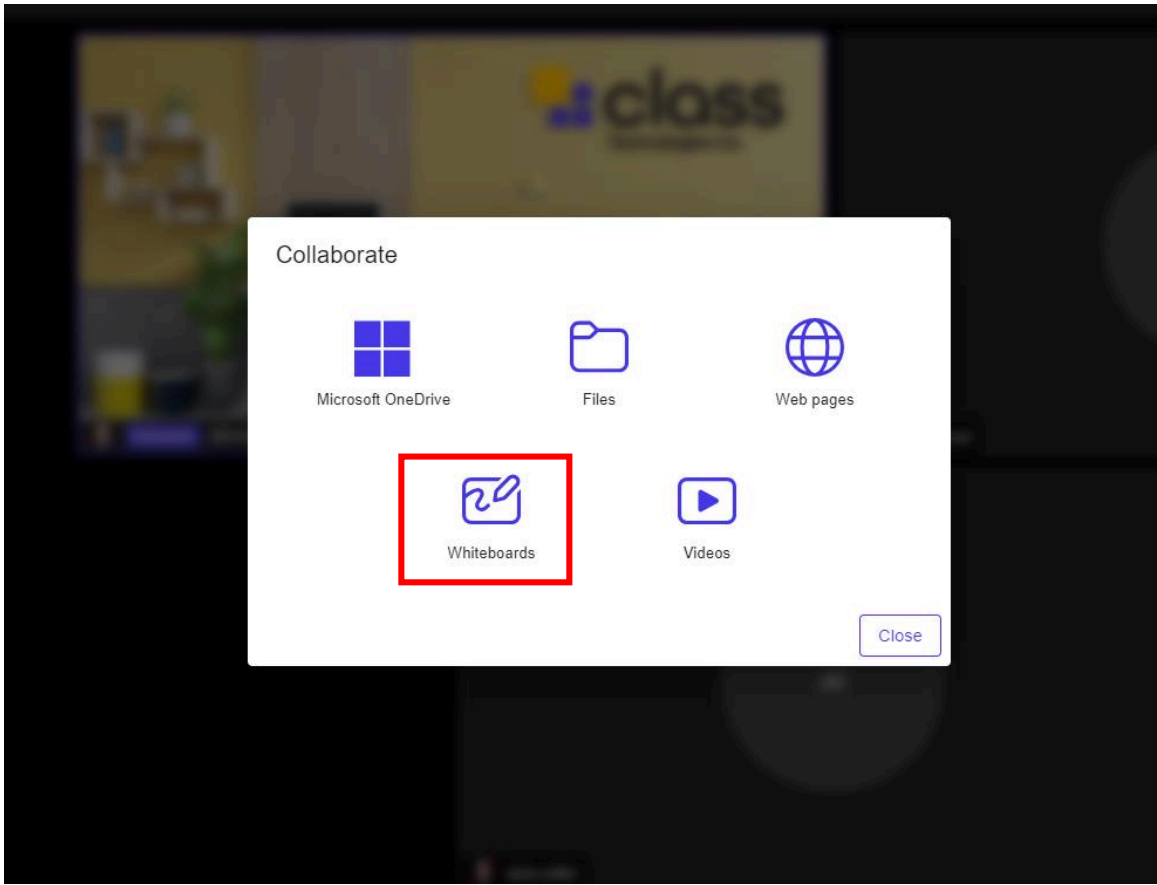 class
Collaborate
Microsoft OneDrive
Files
Web pages
Whiteboards
Videos
Close